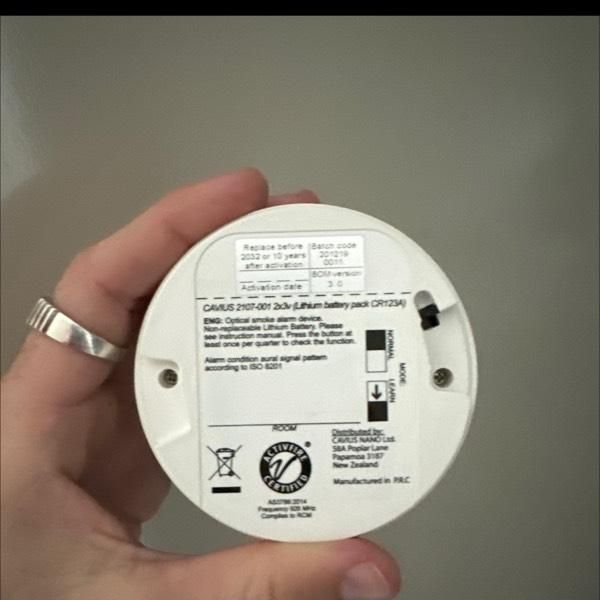 Replace before
2032 or 10 years
after activation.
Activation date
Batch code
201219
0011
BOM version
3.0
CAVIUS 2107-001 2x3v (Lithium battery pack CR123A)
ENG: Optical smoke alarm device.
Non-replaceable Lithium Battery. Please
see instruction manual. Press the button at
least once per quarter to check the function.
Alarm condition aural signal pattern
according to ISO 8201
NORMAL
MODE:
LEARN
ROOM
ACTIVFIRE
CERTIFIED
®
AS3786:2014
Frequency 926 MHz
Complies to RCM
Distributed by:
CAVIUS NANO Ltd.
58A Poplar Lane
Papamoa 3187
New Zealand
Manufactured in P.R.C